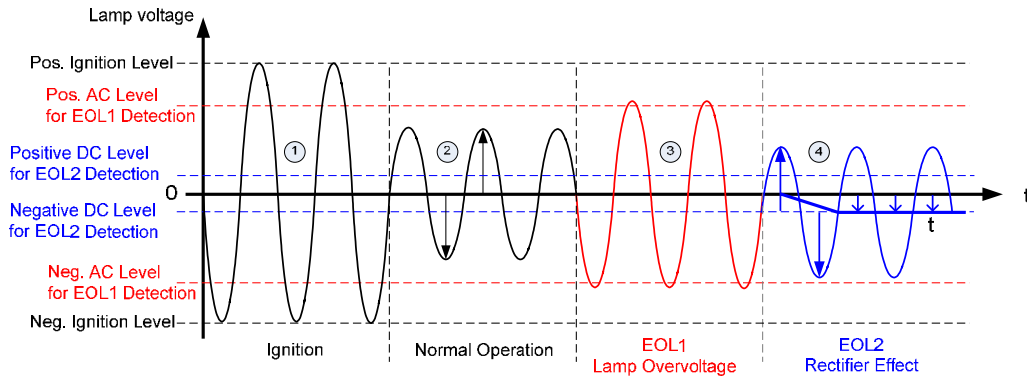 Lamp voltage
Pos. Ignition Level
Pos. AC Level
for EOL1 Detection
Positive DC Level
for EOL2 Detection
0
Negative DC Level
for EOL2 Detection
Neg. AC Level
for EOL1 Detection
Neg. Ignition Level
1
2
3
4
t
t
Ignition
Normal Operation
EOL1
Lamp Overvoltage
EOL2
Rectifier Effect